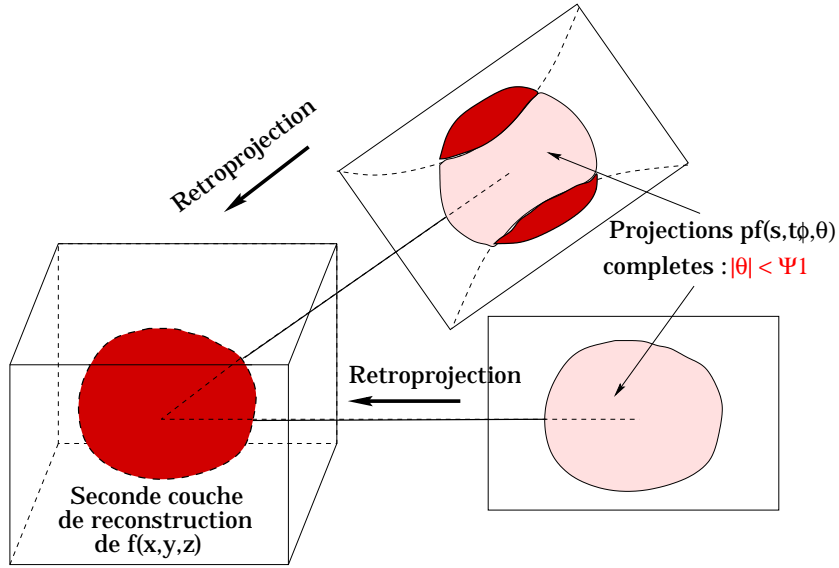 Retroprojection
Projections pf(s,tϕ,θ)
completes : |θ| < Ψ1
Retroprojection
Seconde couche
de reconstruction
de f(x,y,z)